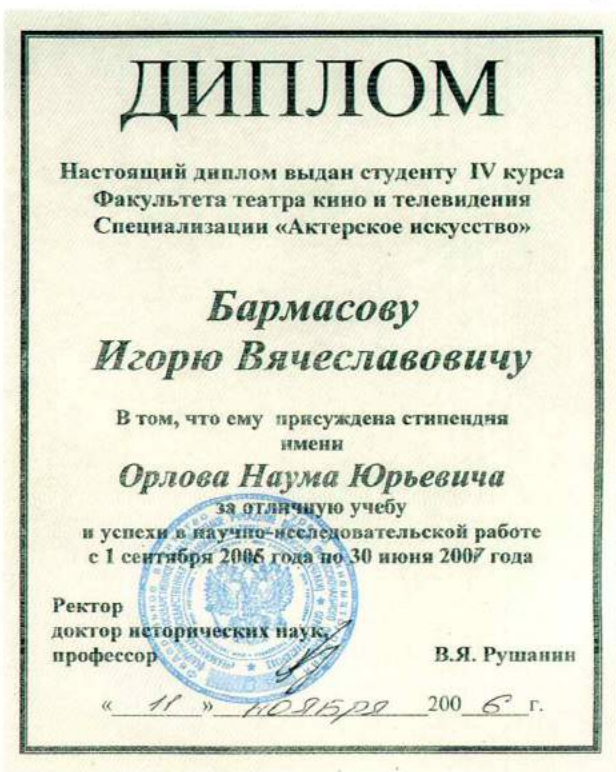 ДИПЛОМ
Настоящий диплом выдан студенту IV курса
Факультета театра кино и телевидения
Специализации «Актерское искусство»
Бармасову
Игорю Вячеславовичу
В том, что ему присуждена стипендия
имени
Орлова Наума Юрьевича
за отличную учебу
и успехи в научно-исследовательской работе
с 1 сентября 2006 года по 30 июня 2007 года
Ректор
доктор исторических наук,
профессор В.Я. Рушанин
« » ноября 200 6 г.